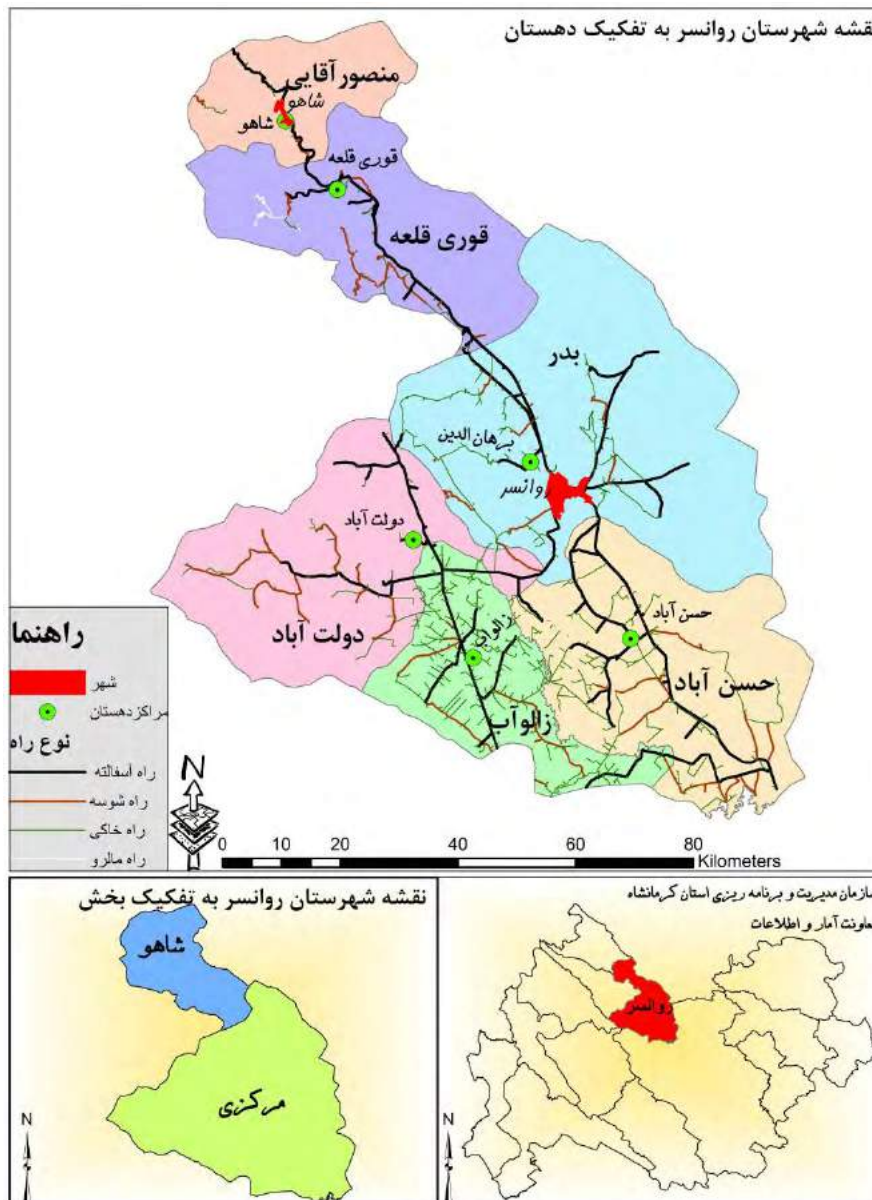 نقشه شهرستان روانسر به تفکیک دهستان
منصور آقایی
شاهو
شاهو
قوری قلعه
قوری قلعه
بدر
برهان الدین
روانسر
دولت آباد
دولت آباد
زالوآب
زالوآب
حسن آباد
حسن آباد
راهنما
شهر
مراکزدهستان
نوع راه
راه آسفالته
راه شوسه
راه خاکی
راه مالرو
N
0 10 20 40 60 80
Kilometers
نقشه شهرستان روانسر به تفکیک بخش
شاهو
مرکزی
N
سازمان مدیریت و برنامه ریزی استان کرمانشاه
معاونت آمار و اطلاعات
روانسر
N